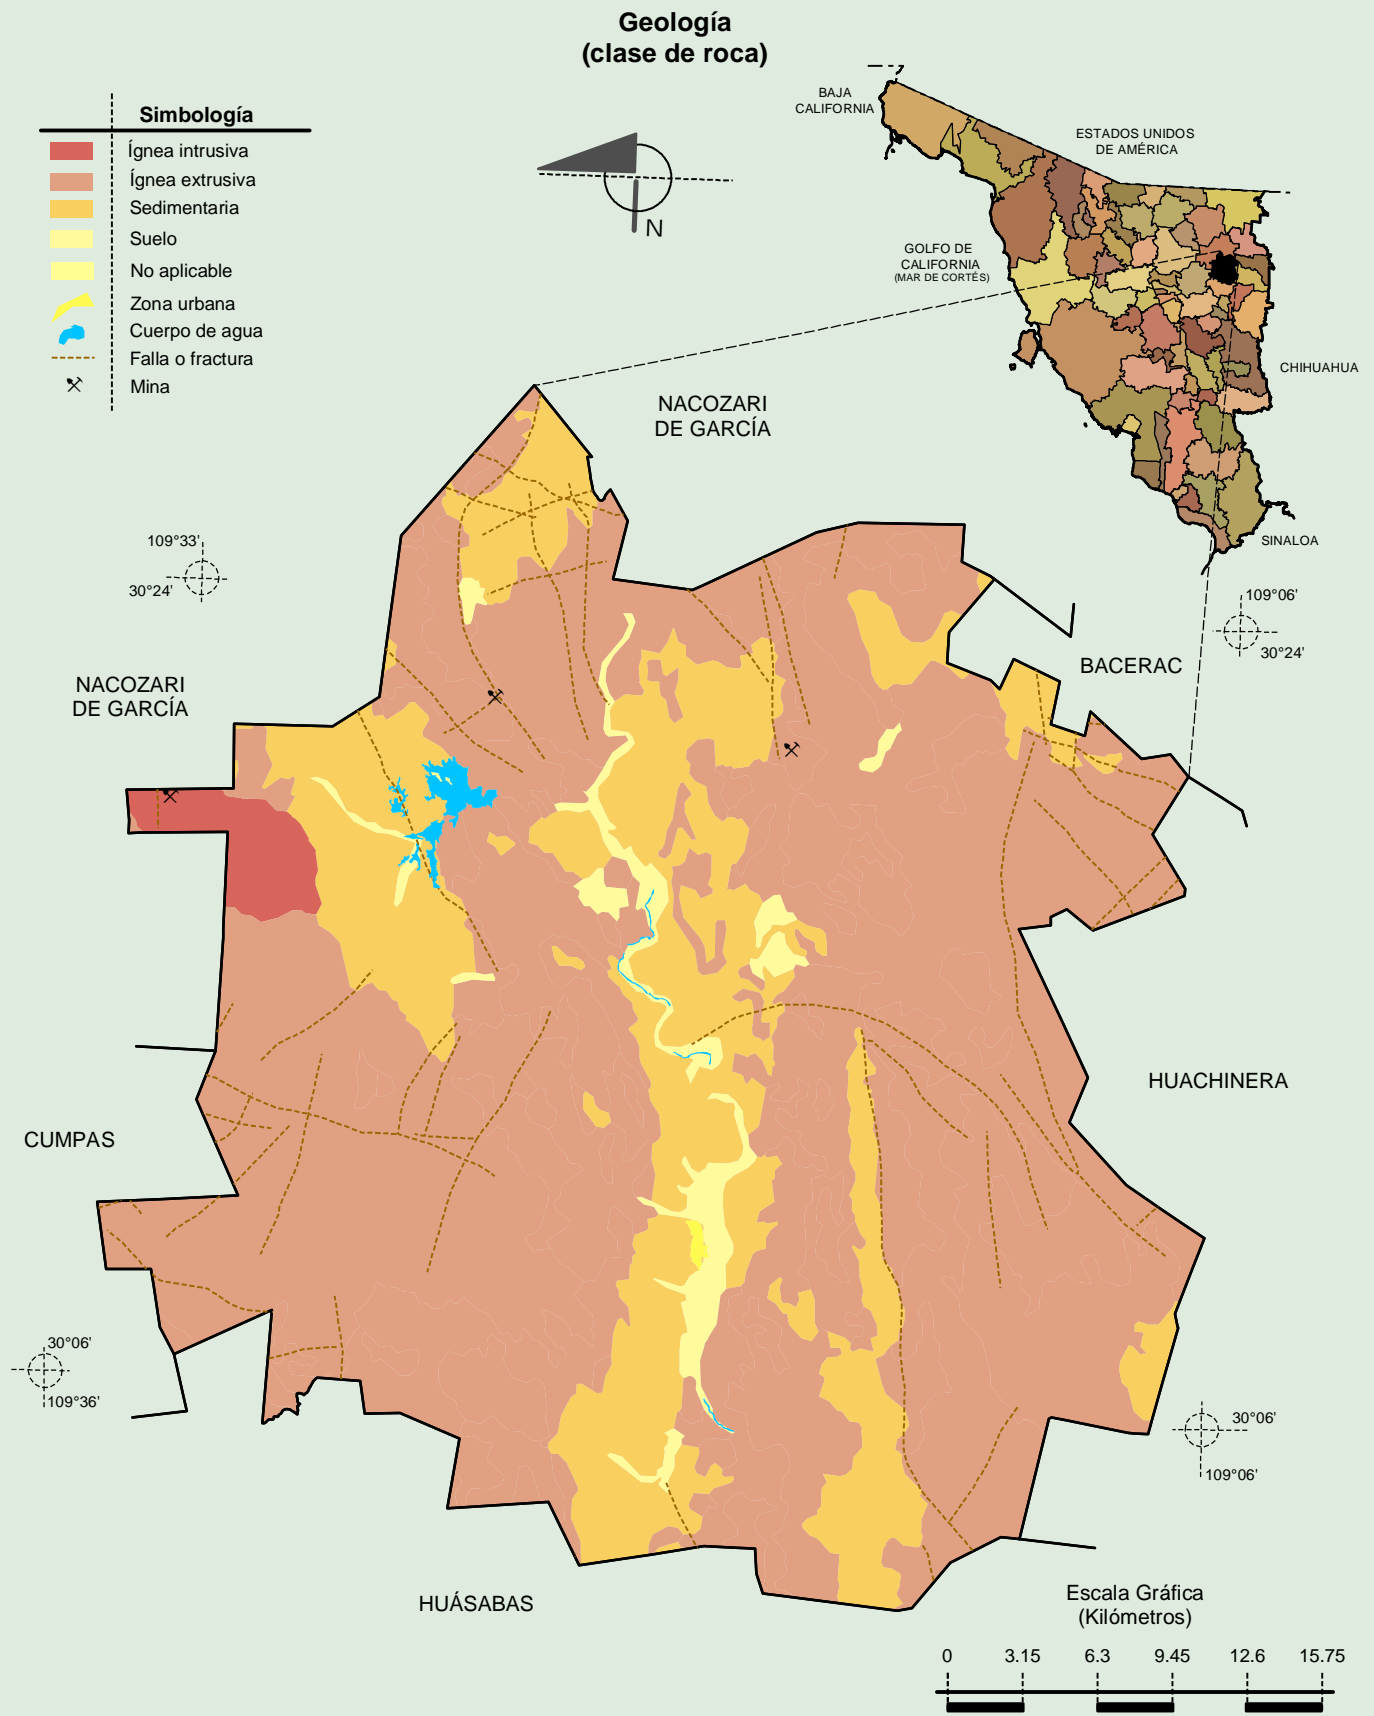 Geología
(clase de roca)
Simbología
Ígnea intrusiva
Ígnea extrusiva
Sedimentaria
Suelo
No aplicable
Zona urbana
Cuerpo de agua
Falla o fractura
Mina
N
BAJA
CALIFORNIA
ESTADOS UNIDOS
DE AMÉRICA
GOLFO DE
CALIFORNIA
(MAR DE CORTÉS)
CHIHUAHUA
SINALOA
NACOZARI
DE GARCÍA
109°33'
30°24'
109°06'
30°24'
BACERAC
NACOZARI
DE GARCÍA
HUACHINERA
CUMPAS
30°06'
109°36'
30°06'
109°06'
HUÁSABAS
Escala Gráfica
(Kilómetros)
0 3.15 6.3 9.45 12.6 15.75